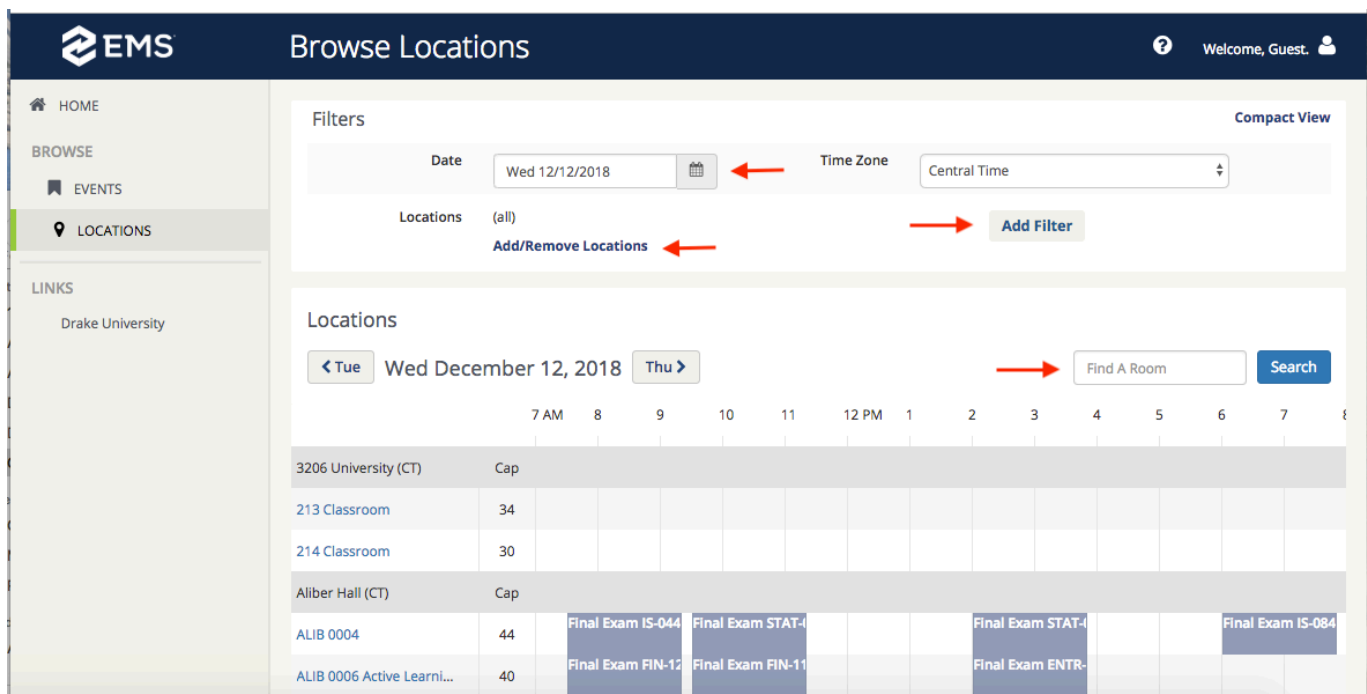 EMS
Browse Locations
Welcome, Guest.
HOME
BROWSE
EVENTS
LOCATIONS
LINKS
Drake University
Filters
Compact View
Date
Wed 12/12/2018
Time Zone
Central Time
Locations
(all)
Add/Remove Locations
Add Filter
Locations
Tue
Wed December 12, 2018
Thu
Find A Room
Search
7 AM 8 9 10 11 12 PM 1 2 3 4 5 6 7
3206 University (CT) Cap
213 Classroom 34
214 Classroom 30
Aliber Hall (CT) Cap
ALIB 0004 44 Final Exam IS-044 Final Exam STAT-( Final Exam STAT-( Final Exam IS-084
ALIB 0006 Active Learni... 40 Final Exam FIN-12 Final Exam FIN-11 Final Exam ENTR-